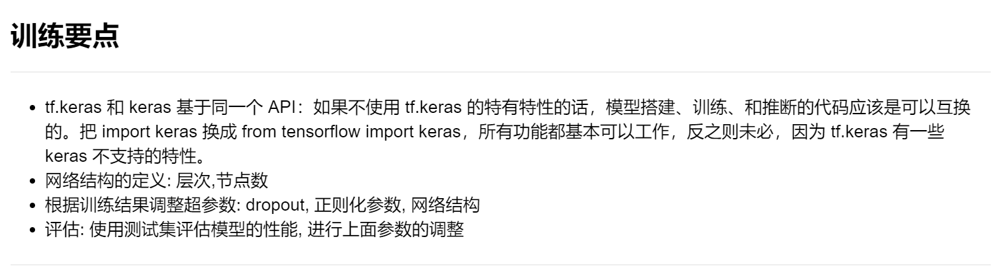 训练要点
tf.keras 和 keras 基于同一个 API：如果不使用 tf.keras 的特有特性的话，模型搭建、训练、和推断的代码应该是可以互换
的。把 import keras 换成 from tensorflow import keras，所有功能都基本可以工作，反之则未必，因为 tf.keras 有一些
keras 不支持的特性。
网络结构的定义: 层次,节点数
根据训练结果调整超参数: dropout, 正则化参数, 网络结构
评估: 使用测试集评估模型的性能, 进行上面参数的调整